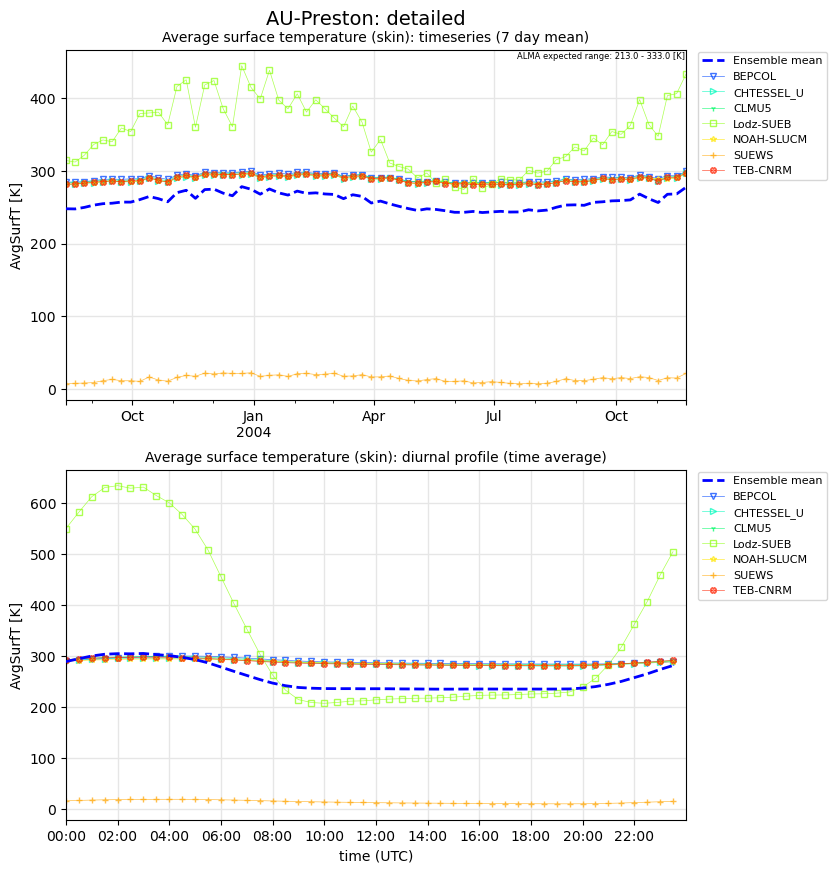 AU-Preston: detailed
Average surface temperature (skin): timeseries (7 day mean)
ALMA expected range: 213.0 - 333.0 [K]
AvgSurfT [K]
400
300
200
100
0
Oct
Jan
2004
Apr
Jul
Oct
Ensemble mean
BEPCOL
CHTESSEL_U
CLMU5
Lodz-SUEB
NOAH-SLUCM
SUEWS
TEB-CNRM
Average surface temperature (skin): diurnal profile (time average)
AvgSurfT [K]
600
500
400
300
200
100
0
00:00
02:00
04:00
06:00
08:00
10:00
12:00
14:00
16:00
18:00
20:00
22:00
time (UTC)
Ensemble mean
BEPCOL
CHTESSEL_U
CLMU5
Lodz-SUEB
NOAH-SLUCM
SUEWS
TEB-CNRM